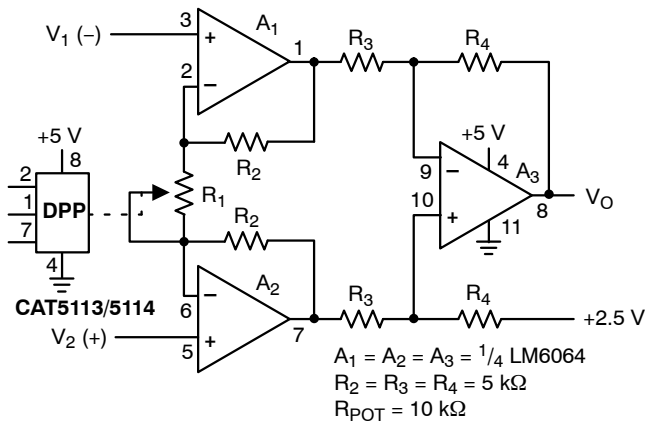 3
A1
V1 (−)
+
1
R3
R4
2
−
+5 V
8
R2
+5 V
4
A3
9
−
2
DPP
R1
10
+
8
VO
1
R2
11
7
4
CAT5113/5114
A2
−
6
R3
R4
7
+2.5 V
V2 (+)
5
+
A1 = A2 = A3 = 1/4 LM6064
R2 = R3 = R4 = 5 kΩ
RPOT = 10 kΩ